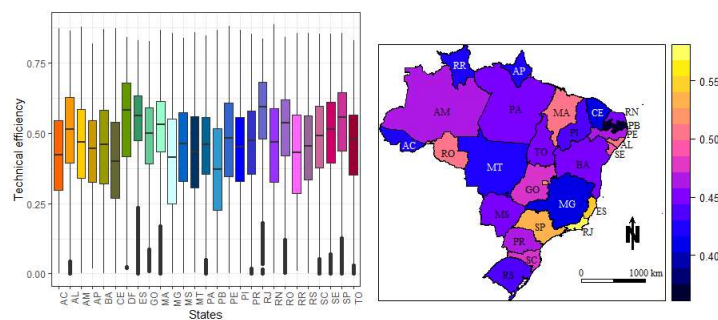 Technical efficiency
0.75
0.50
0.25
0.00
AC AL AM AP BA CE DF ES GO MA MG MS MT PA PB PE PI PR RJ RN RO RR RS SC SE SP TO
States
RR AP
AM PA MA CE RN
PB
PI PE
AC AL
RO TO SE
MT BA
GO
MG
MS ES
SP
RJ
PR
SC
RS
N
0 1000 km
0.55
0.50
0.45
0.40